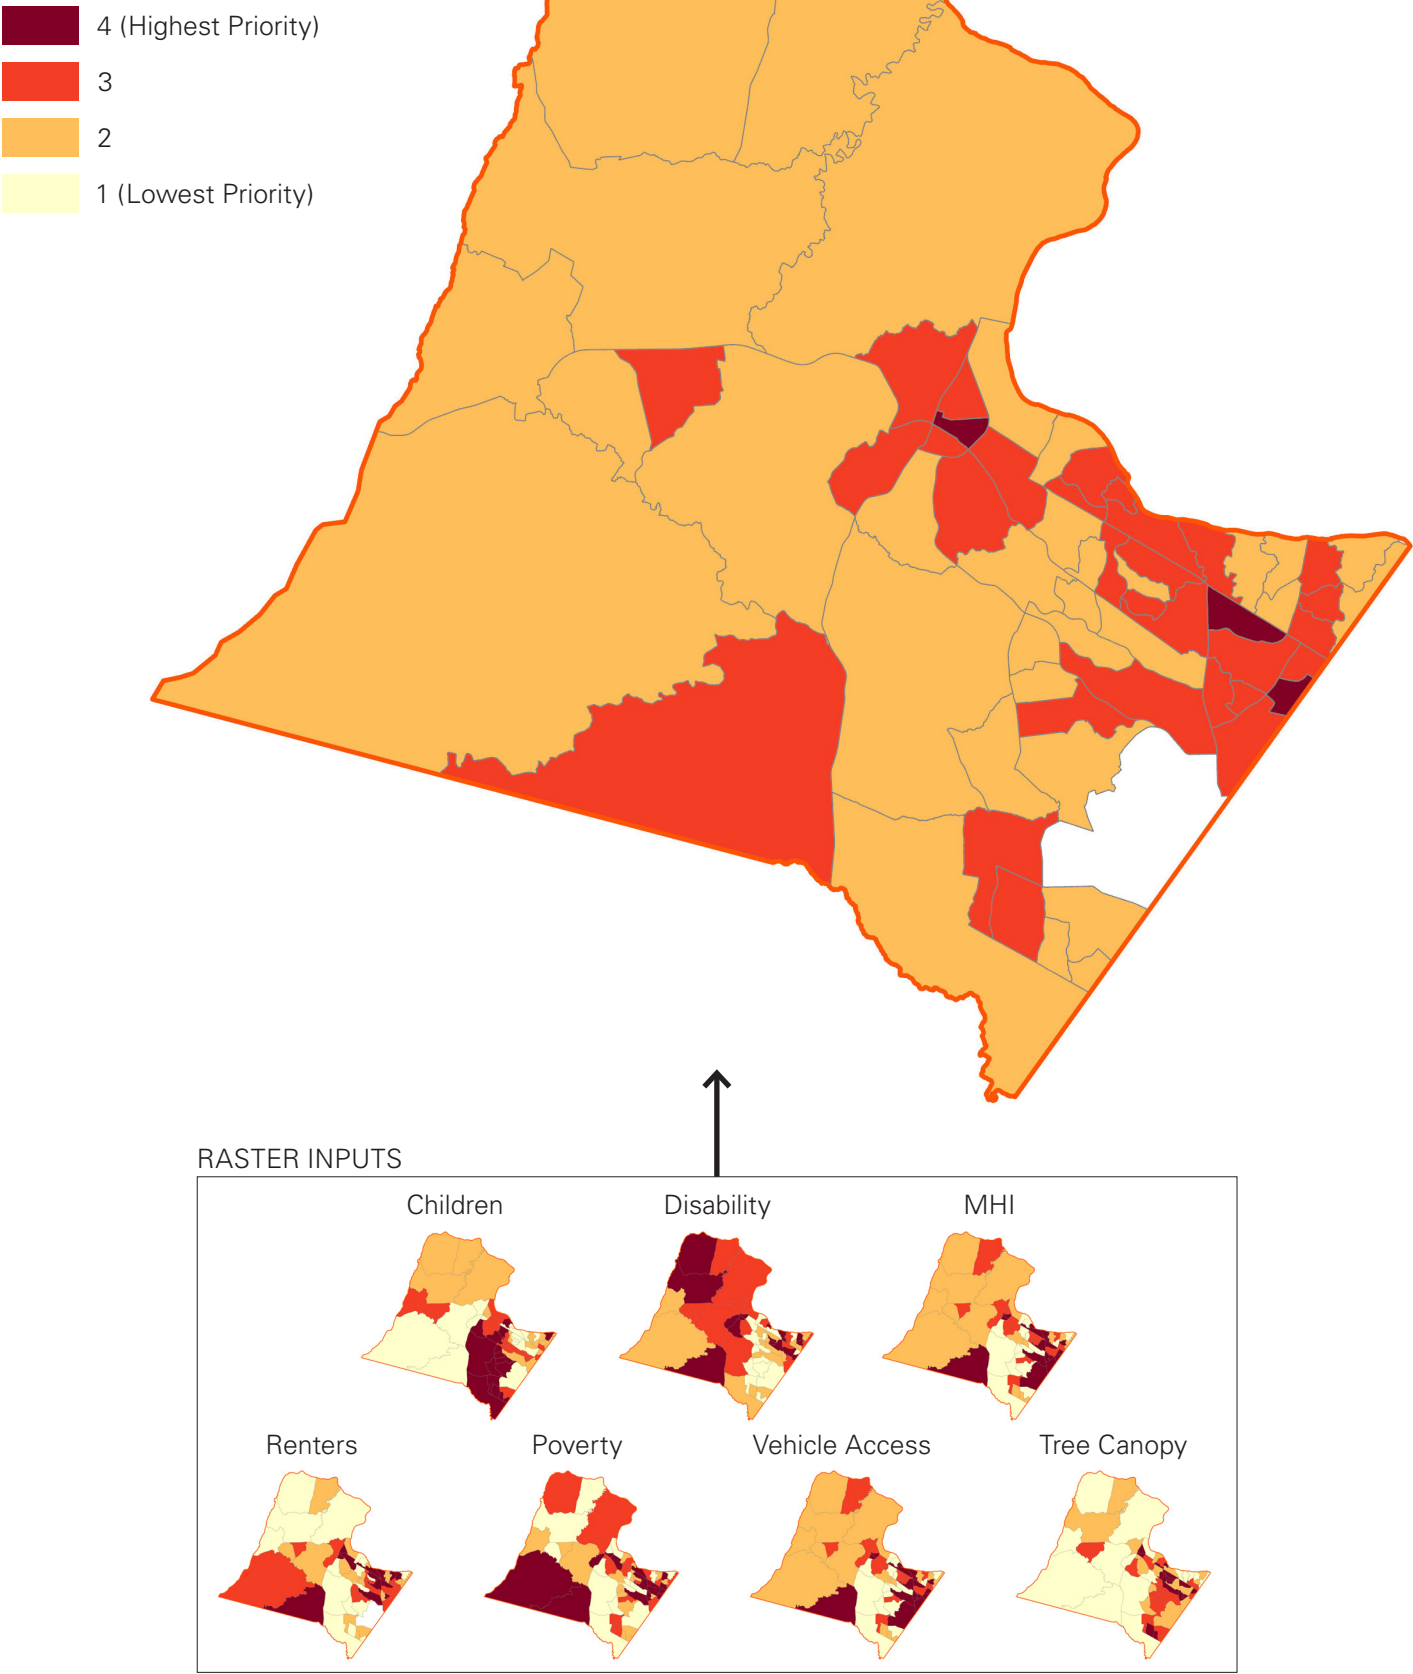 4 (Highest Priority)
3
2
1 (Lowest Priority)
RASTER INPUTS
Children
Disability
MHI
Renters
Poverty
Vehicle Access
Tree Canopy